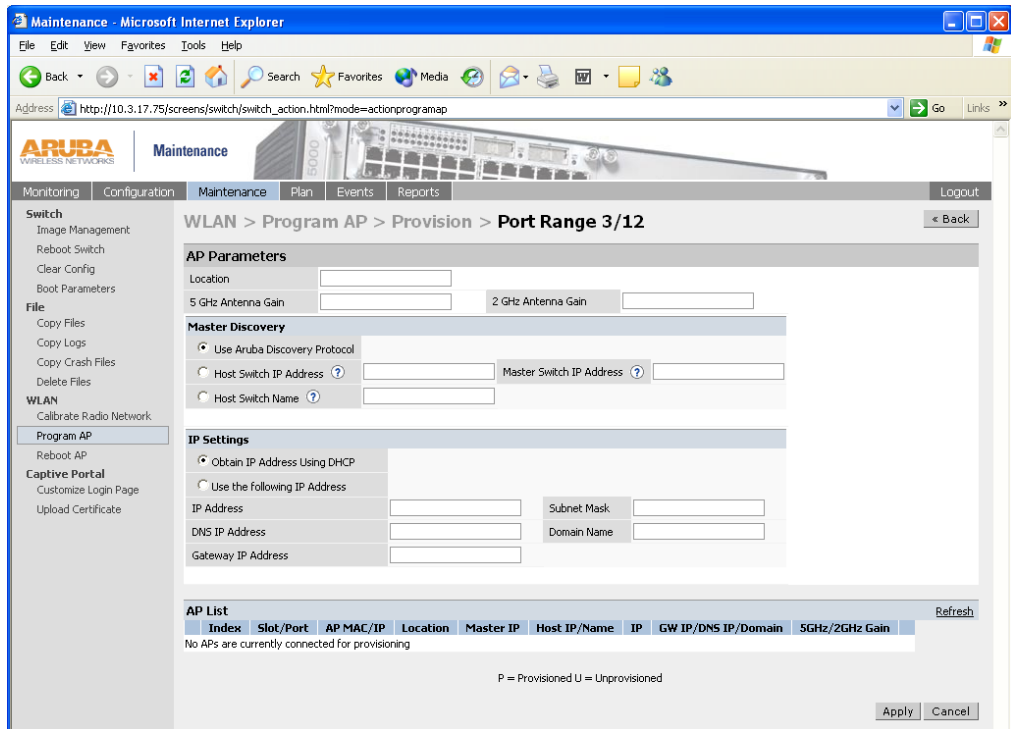 Maintenance - Microsoft Internet Explorer
File Edit View Favorites Tools Help
Back Search Favorites Media
Address http://10.3.17.75/screens/switch/switch_action.html?mode=actionprogramap Go Links »
ARUBA
WIRELESS NETWORKS
Maintenance
5000
Monitoring Configuration Maintenance Plan Events Reports Logout
Switch
Image Management
Reboot Switch
Clear Config
Boot Parameters
File
Copy Files
Copy Logs
Copy Crash Files
Delete Files
WLAN
Calibrate Radio Network
Program AP
Reboot AP
Captive Portal
Customize Login Page
Upload Certificate
WLAN > Program AP > Provision > Port Range 3/12
« Back
AP Parameters
Location
5 GHz Antenna Gain 2 GHz Antenna Gain
Master Discovery
Use Aruba Discovery Protocol
Host Switch IP Address ? Master Switch IP Address ?
Host Switch Name ?
IP Settings
Obtain IP Address Using DHCP
Use the following IP Address
IP Address Subnet Mask
DNS IP Address Domain Name
Gateway IP Address
AP List Refresh
Index Slot/Port AP MAC/IP Location Master IP Host IP/Name IP GW IP/DNS IP/Domain 5GHz/2GHz Gain
No APs are currently connected for provisioning
P = Provisioned U = Unprovisioned
Apply Cancel